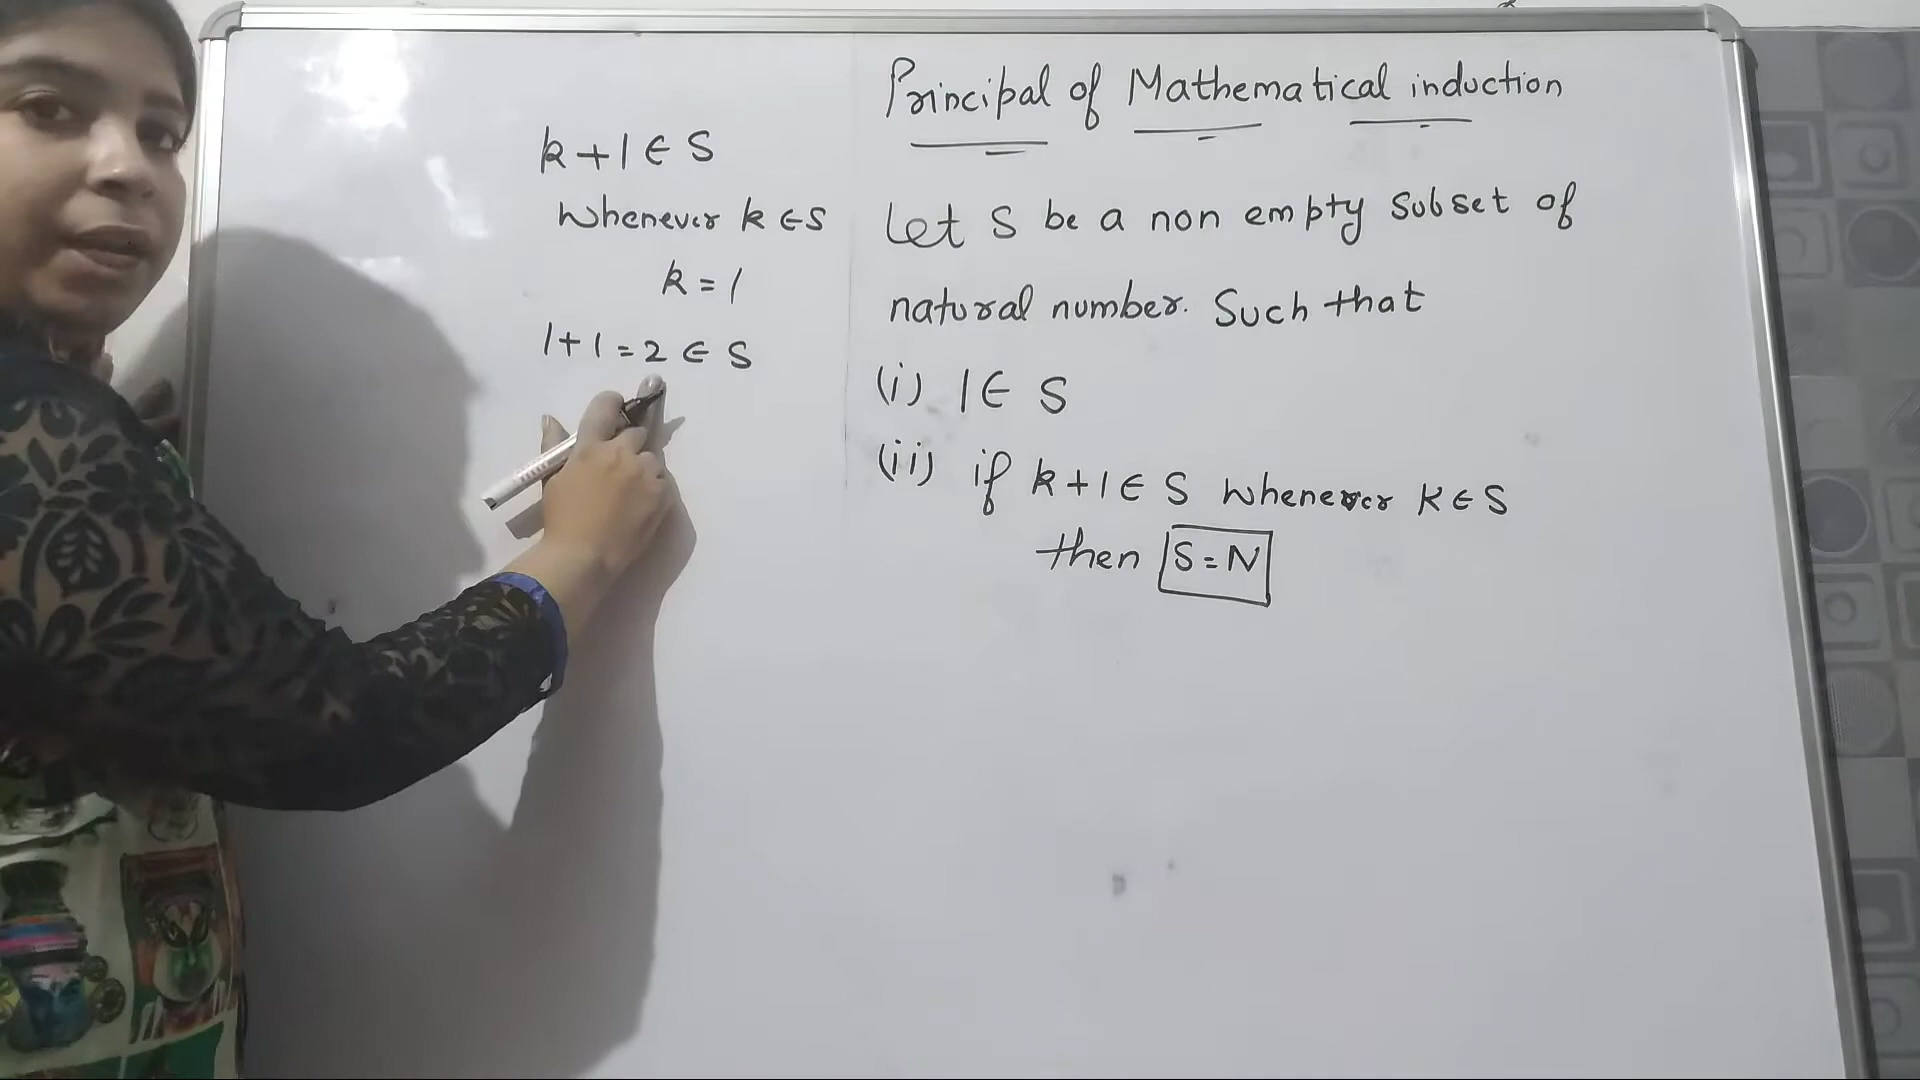 Principal of Mathematical induction
Let S be a non empty subset of
natural number. Such that
(i) 1 ∈ S
(ii) if k+1 ∈ S whenever K ∈ S
then S = N
k+1 ∈ S
whenever k ∈ S
k = 1
1+1 = 2 ∈ S